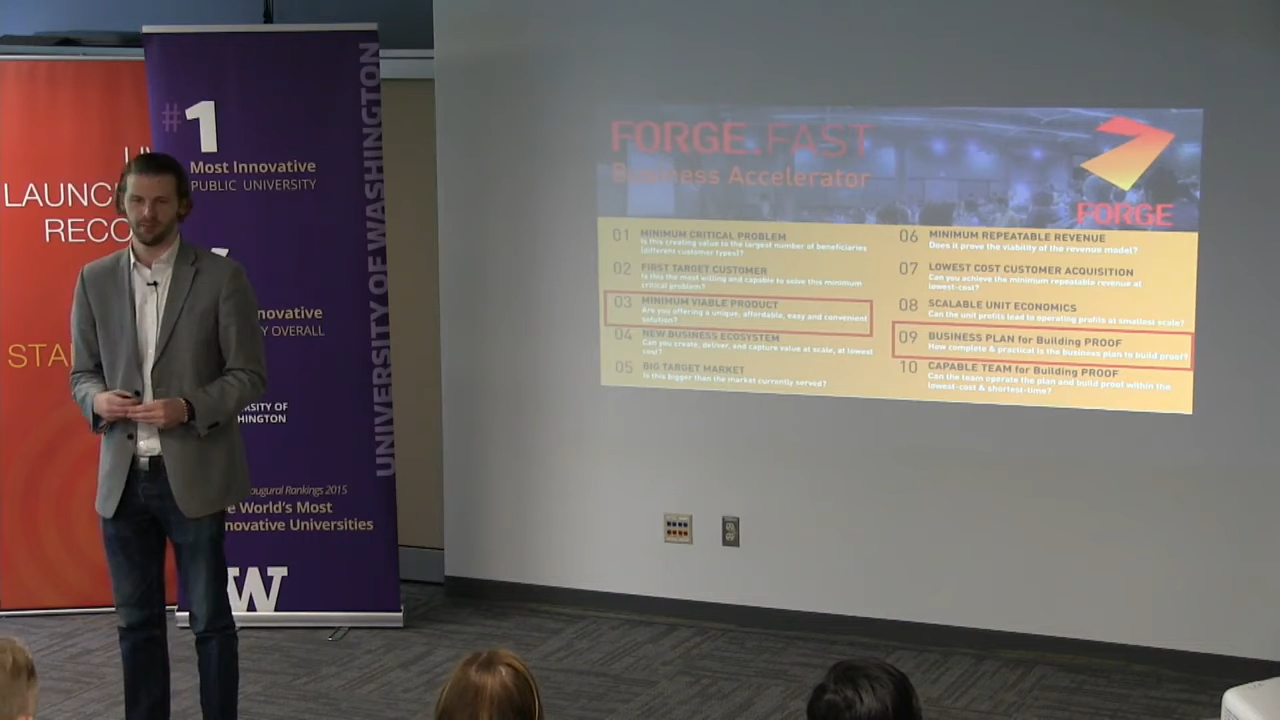 LAUNC
RECO
STA
#1
Most Innovative
PUBLIC UNIVERSITY
UNIVERSITY OF WASHINGTON
novative
Y OVERALL
RSITY OF
HINGTON
augural Rankings 2015
e World's Most
novative Universities
W
FORGE.FAST
Business Accelerator
FORGE
01 MINIMUM CRITICAL PROBLEM
Is this creating value to the largest number of beneficiaries
(different customer types)?
02 FIRST TARGET CUSTOMER
Is this the most willing and capable to solve this minimum
critical problem?
03 MINIMUM VIABLE PRODUCT
Are you offering a unique, affordable, easy and convenient
solution?
04 NEW BUSINESS ECOSYSTEM
Can you create, deliver, and capture value at scale, at lowest
cost?
05 BIG TARGET MARKET
Is this bigger than the market currently served?
06 MINIMUM REPEATABLE REVENUE
Does it prove the viability of the revenue model?
07 LOWEST COST CUSTOMER ACQUISITION
Can you achieve the minimum repeatable revenue at
lowest-cost?
08 SCALABLE UNIT ECONOMICS
Can the unit profits lead to operating profits at smallest scale?
09 BUSINESS PLAN for Building PROOF
How complete & practical is the business plan to build proof?
10 CAPABLE TEAM for Building PROOF
Can the team operate the plan and build proof within the
lowest-cost & shortest-time?